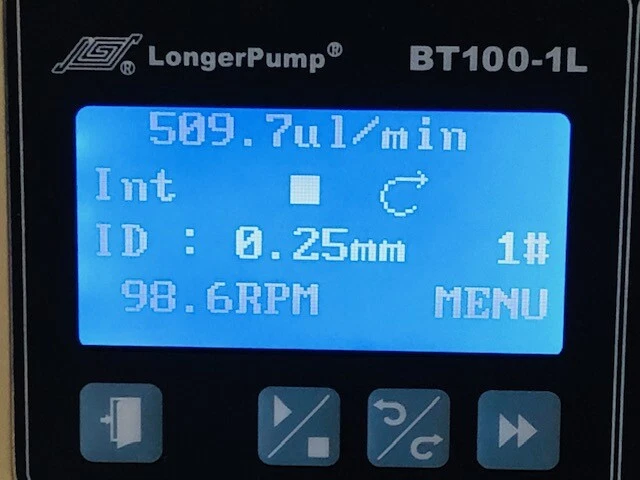 LongerPump® BT100-1L
509.7ul/min
Int
ID : 0.25mm 1#
98.6RPM MENU